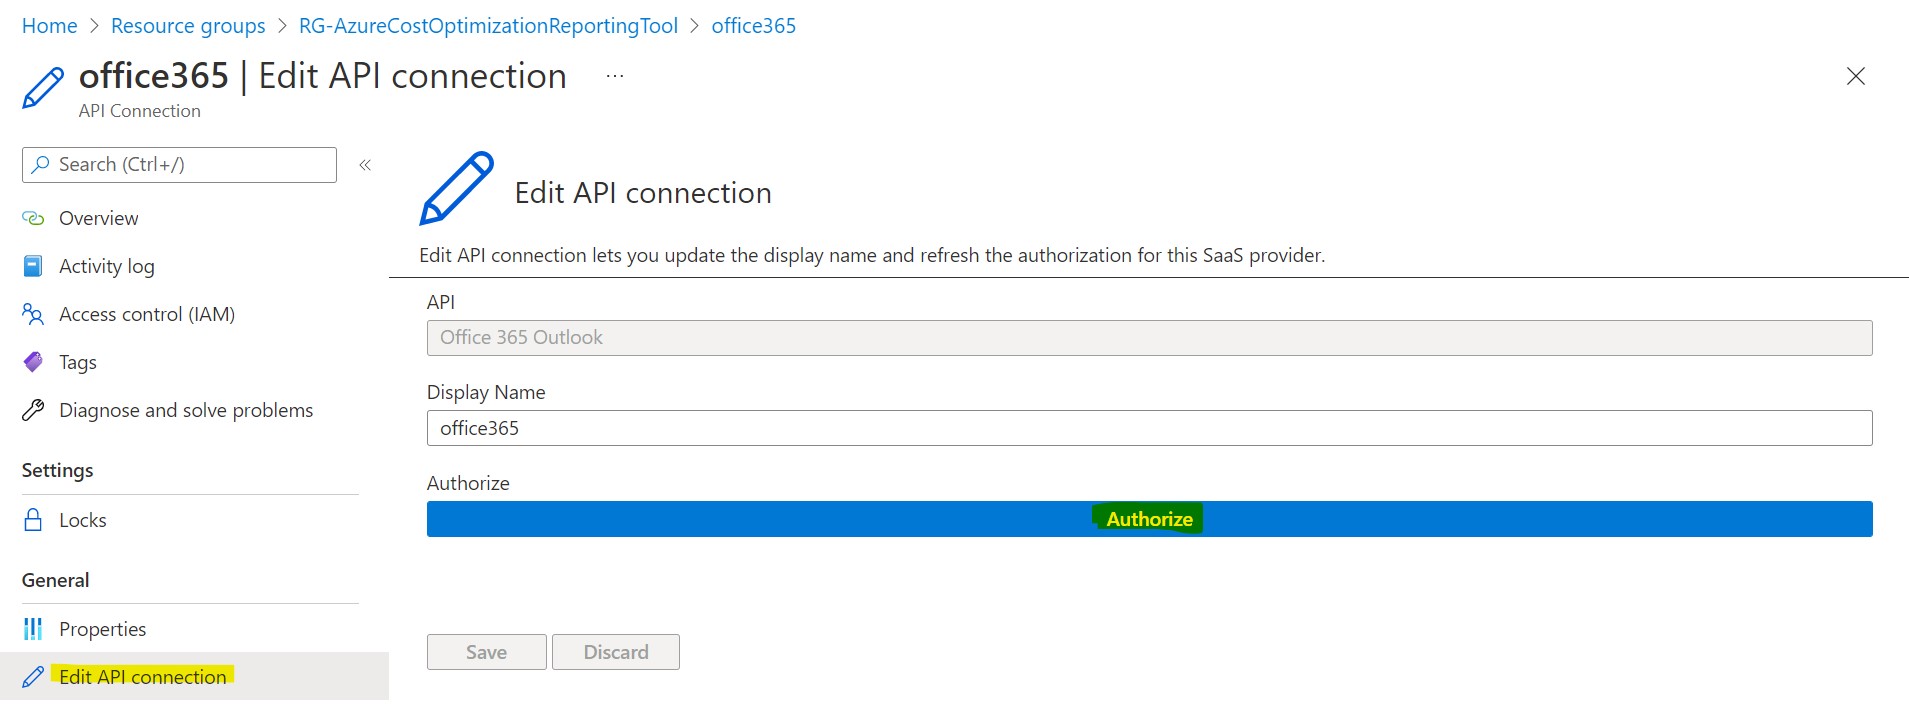 Home > Resource groups > RG-AzureCostOptimizationReportingTool > office365
office365 | Edit API connection ...
API Connection
Search (Ctrl+/) «
Overview
Activity log
Access control (IAM)
Tags
Diagnose and solve problems
Settings
Locks
General
Properties
Edit API connection
Edit API connection
Edit API connection lets you update the display name and refresh the authorization for this SaaS provider.
API
Office 365 Outlook
Display Name
office365
Authorize
Authorize
Save Discard